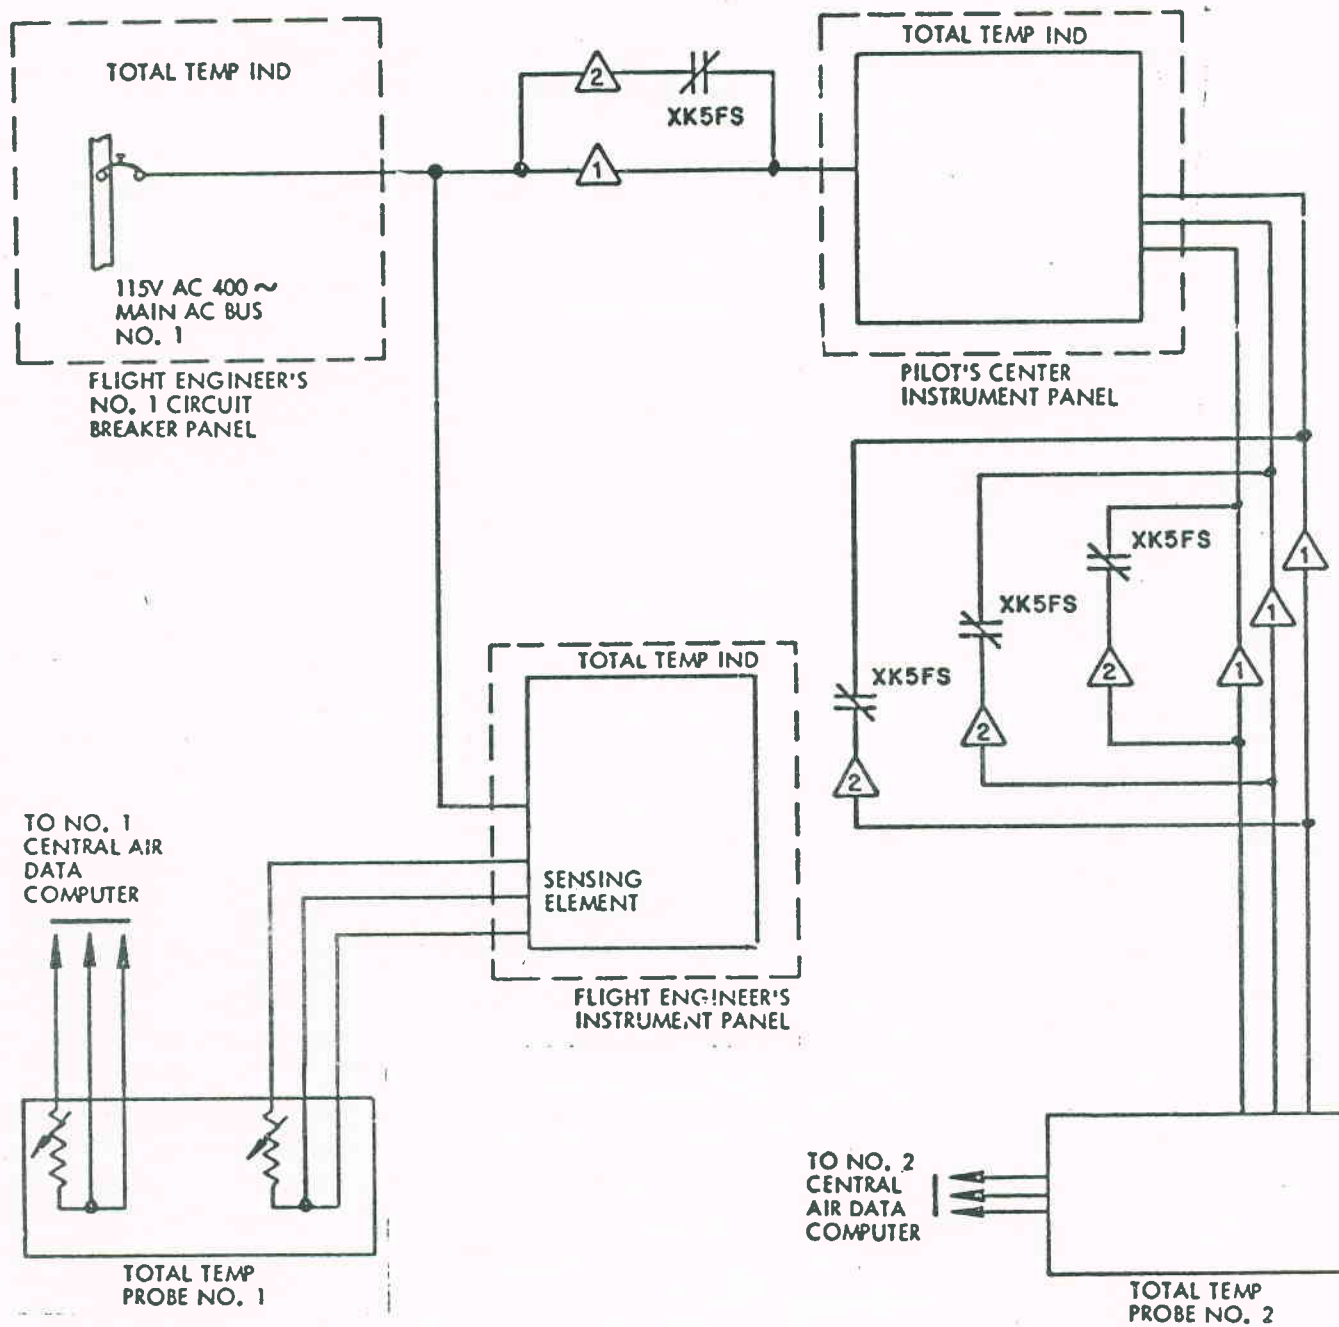 TOTAL TEMP IND
115V AC 400 ~
MAIN AC BUS
NO. 1
FLIGHT ENGINEER'S
NO. 1 CIRCUIT
BREAKER PANEL
2
XK5FS
1
TOTAL TEMP IND
PILOT'S CENTER
INSTRUMENT PANEL
XK5FS
1
XK5FS
1
XK5FS
2
1
2
2
TOTAL TEMP IND
SENSING
ELEMENT
FLIGHT ENGINEER'S
INSTRUMENT PANEL
TO NO. 1
CENTRAL AIR
DATA
COMPUTER
TOTAL TEMP
PROBE NO. 1
TO NO. 2
CENTRAL
AIR DATA
COMPUTER
TOTAL TEMP
PROBE NO. 2